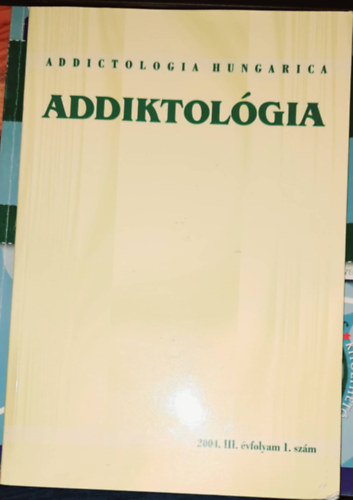 ADDICTOLOGIA HUNGARICA
ADDIKTOLÓGIA
2004. III. évfolyam 1. szám